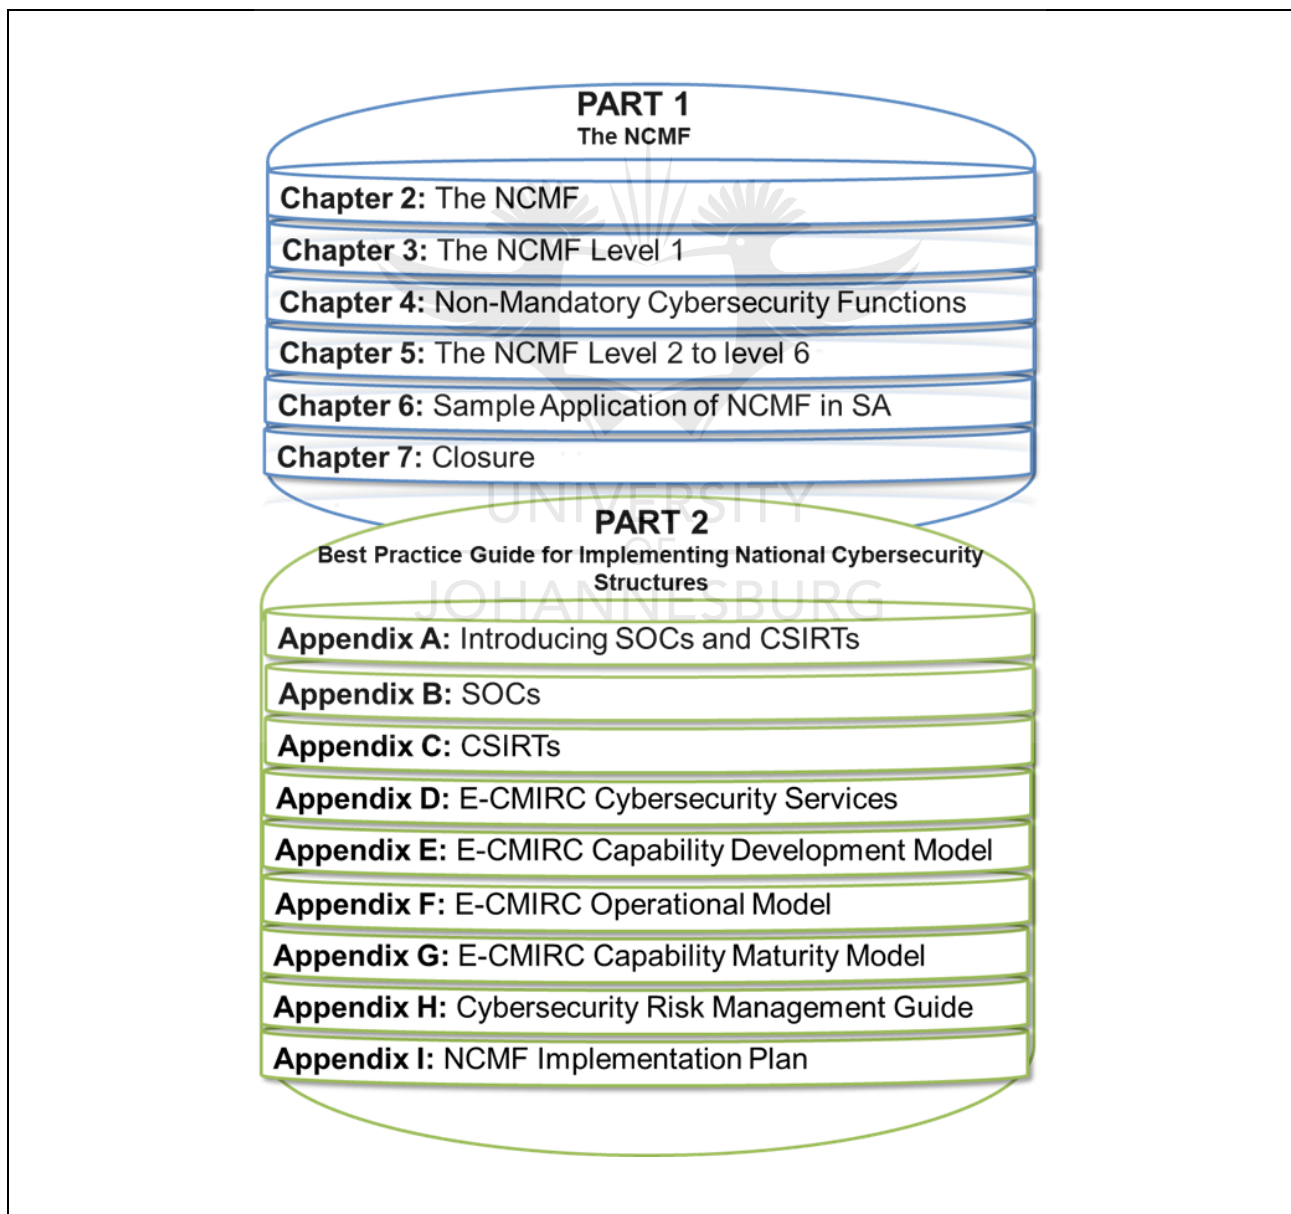 PART 1
The NCMF
Chapter 2: The NCMF
Chapter 3: The NCMF Level 1
Chapter 4: Non-Mandatory Cybersecurity Functions
Chapter 5: The NCMF Level 2 to level 6
Chapter 6: Sample Application of NCMF in SA
Chapter 7: Closure
UNIVERSITY
PART 2
OF
Best Practice Guide for Implementing National Cybersecurity
Structures
JOHANNESBURG
Appendix A: Introducing SOCs and CSIRTs
Appendix B: SOCs
Appendix C: CSIRTs
Appendix D: E-CMIRC Cybersecurity Services
Appendix E: E-CMIRC Capability Development Model
Appendix F: E-CMIRC Operational Model
Appendix G: E-CMIRC Capability Maturity Model
Appendix H: Cybersecurity Risk Management Guide
Appendix I: NCMF Implementation Plan